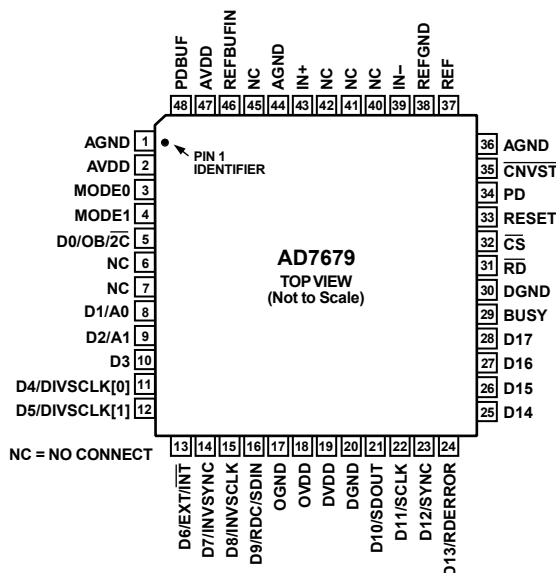 PDBUF
AVDD
REFBUFIN
NC
AGND
IN+
NC
NC
NC
IN–
REFGND
REF
48 47 46 45 44 43 42 41 40 39 38 37
AGND 1
AVDD 2
MODE0 3
MODE1 4
D0/OB/2C 5
NC 6
NC 7
D1/A0 8
D2/A1 9
D3 10
D4/DIVSCLK[0] 11
D5/DIVSCLK[1] 12
PIN 1
IDENTIFIER
AD7679
TOP VIEW
(Not to Scale)
36 AGND
35 CNVST
34 PD
33 RESET
32 CS
31 RD
30 DGND
29 BUSY
28 D17
27 D16
26 D15
25 D14
NC = NO CONNECT
13 14 15 16 17 18 19 20 21 22 23 24
D6/EXT/INT
D7/INVSYNC
D8/INVSCLK
D9/RDC/SDIN
OGND
OVDD
DVDD
DGND
D10/SDOUT
D11/SCLK
D12/SYNC
D13/RDERROR